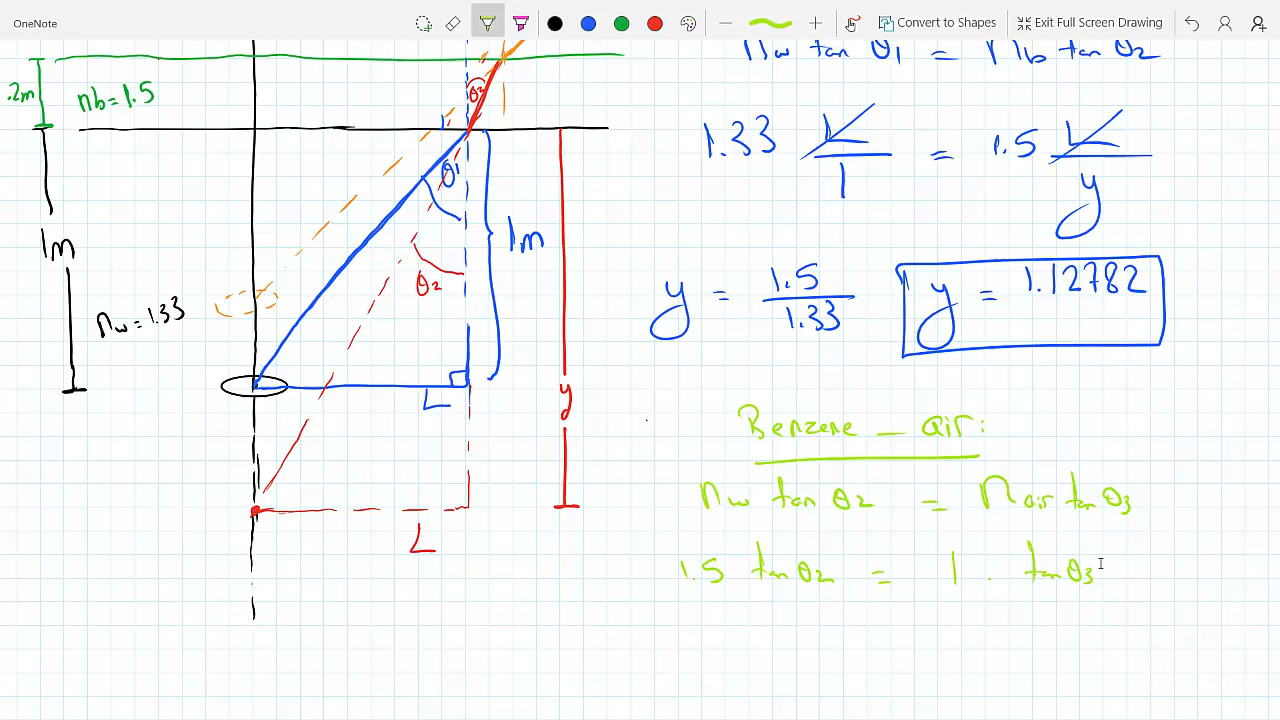 OneNote
Convert to Shapes
Exit Full Screen Drawing
.2m
nb = 1.5
θ2
θ1
1m
1m
θ2
nw = 1.33
L
y
L
nw tan θ1 = nb tan θ2
1.33 L/1 = 1.5 L/y
y = 1.5/1.33
y = 1.12782
Benzene - air:
nw tan θ2 = nair tan θ3
1.5 tan θ2 = 1 . tan θ3